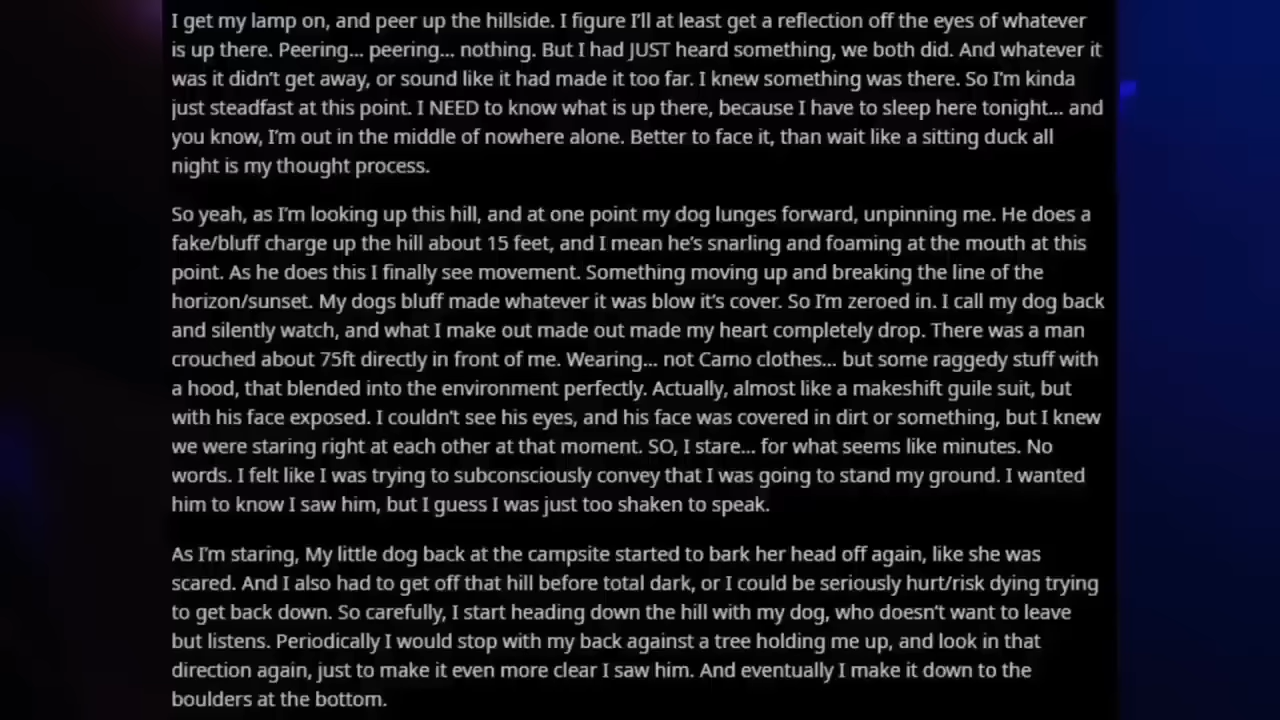 I get my lamp on, and peer up the hillside. I figure I'll at least get a reflection off the eyes of whatever
is up there. Peering... peering... nothing. But I had JUST heard something, we both did. And whatever it
was it didn't get away, or sound like it had made it too far. I knew something was there. So I'm kinda
just steadfast at this point. I NEED to know what is up there, because I have to sleep here tonight... and
you know, I'm out in the middle of nowhere alone. Better to face it, than wait like a sitting duck all
night is my thought process.
So yeah, as I'm looking up this hill, and at one point my dog lunges forward, unpinning me. He does a
fake/bluff charge up the hill about 15 feet, and I mean he's snarling and foaming at the mouth at this
point. As he does this I finally see movement. Something moving up and breaking the line of the
horizon/sunset. My dogs bluff made whatever it was blow it's cover. So I'm zeroed in. I call my dog back
and silently watch, and what I make out made out made my heart completely drop. There was a man
crouched about 75ft directly in front of me. Wearing... not Camo clothes... but some raggedy stuff with
a hood, that blended into the environment perfectly. Actually, almost like a makeshift guile suit, but
with his face exposed. I couldn't see his eyes, and his face was covered in dirt or something, but I knew
we were staring right at each other at that moment. SO, I stare... for what seems like minutes. No
words. I felt like I was trying to subconsciously convey that I was going to stand my ground. I wanted
him to know I saw him, but I guess I was just too shaken to speak.
As I'm staring, My little dog back at the campsite started to bark her head off again, like she was
scared. And I also had to get off that hill before total dark, or I could be seriously hurt/risk dying trying
to get back down. So carefully, I start heading down the hill with my dog, who doesn't want to leave
but listens. Periodically I would stop with my back against a tree holding me up, and look in that
direction again, just to make it even more clear I saw him. And eventually I make it down to the
boulders at the bottom.